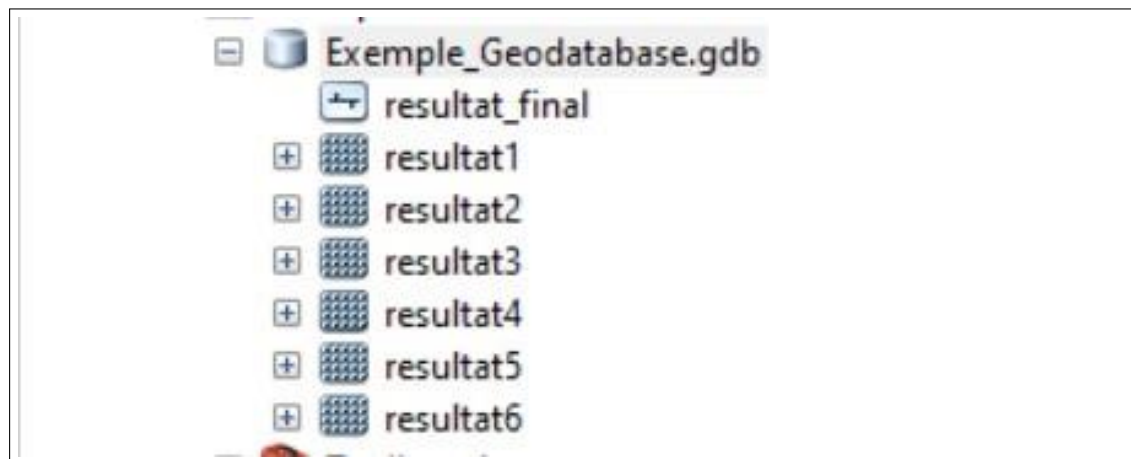 Exemple_Geodatabase.gdb
resultat_final
resultat1
resultat2
resultat3
resultat4
resultat5
resultat6